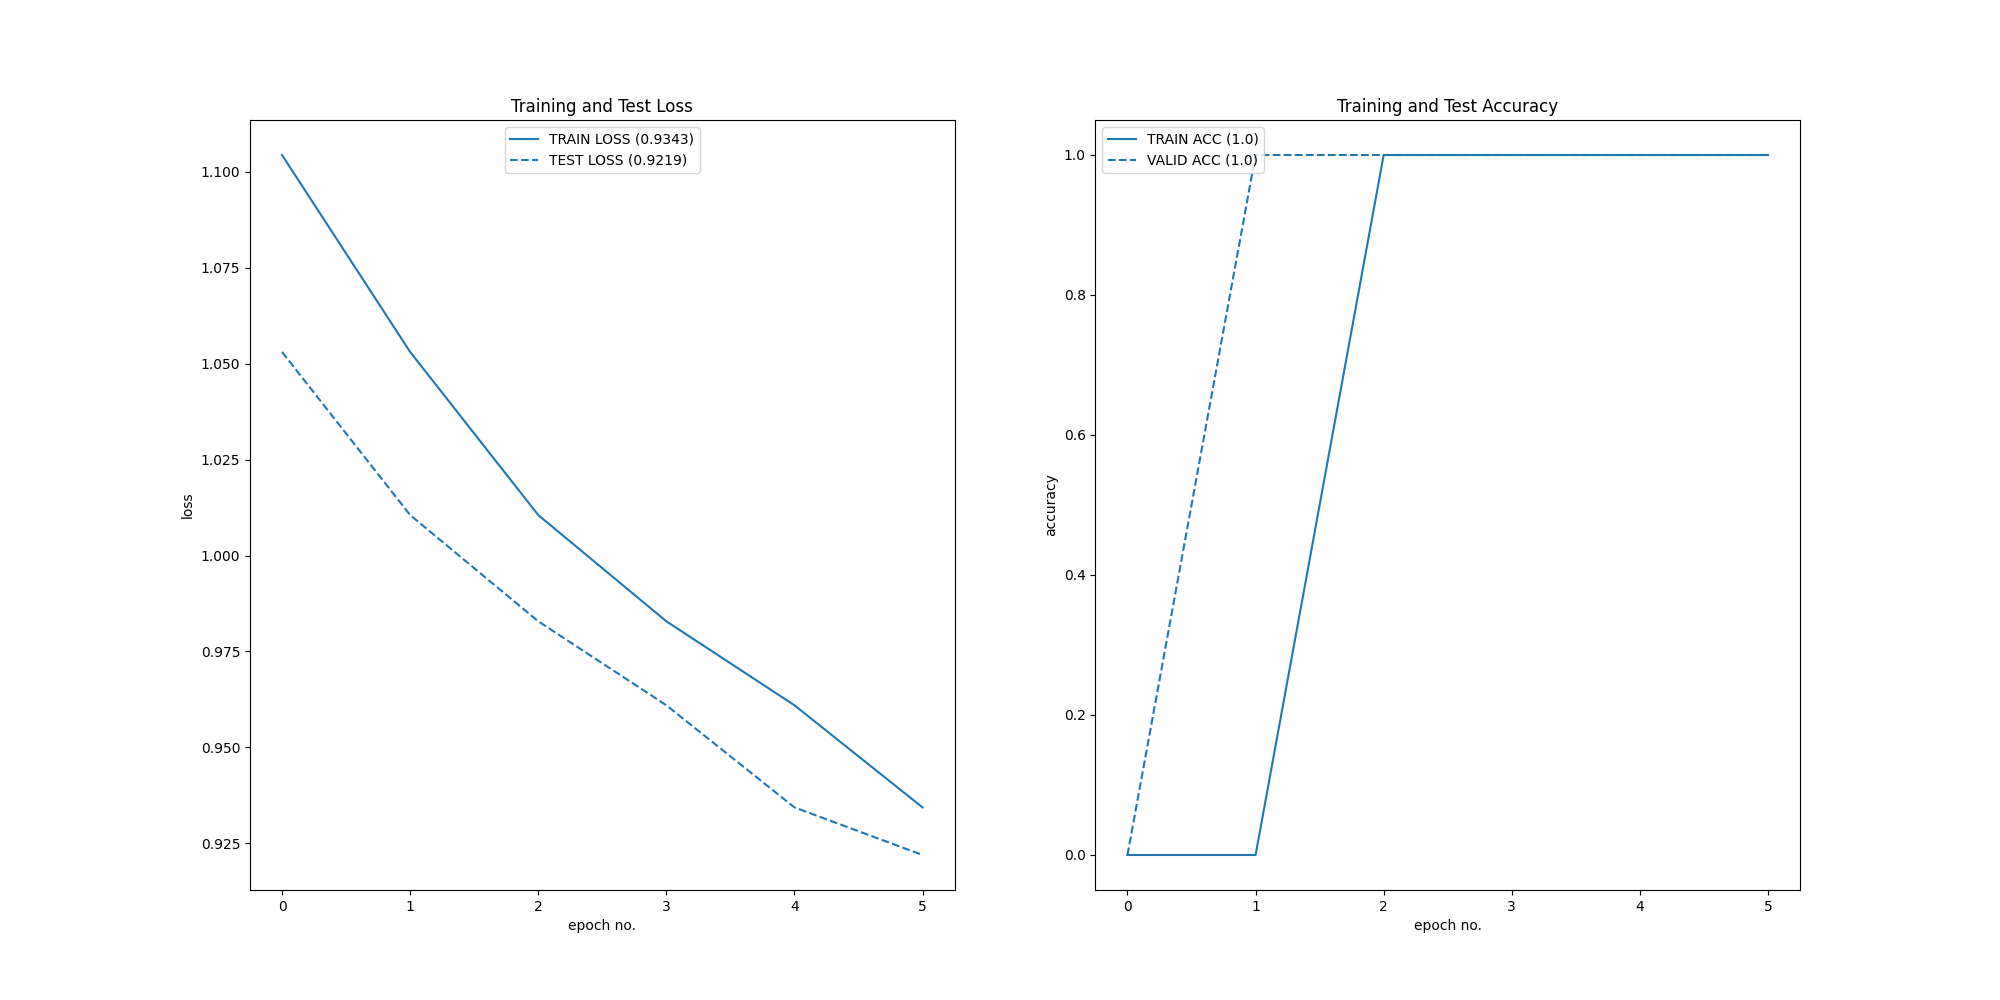 Training and Test Loss
TRAIN LOSS (0.9343)
TEST LOSS (0.9219)
1.100
1.075
1.050
1.025
1.000
0.975
0.950
0.925
loss
0 1 2 3 4 5
epoch no.
Training and Test Accuracy
TRAIN ACC (1.0)
VALID ACC (1.0)
1.0
0.8
0.6
0.4
0.2
0.0
accuracy
0 1 2 3 4 5
epoch no.